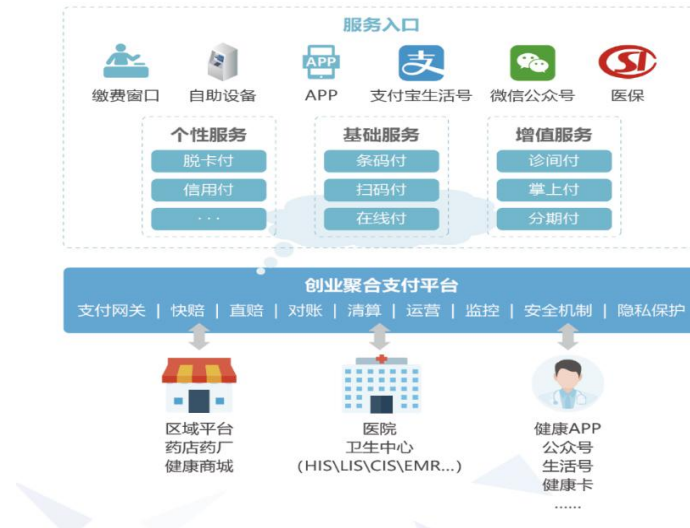 服务入口
APP
支
SI
缴费窗口 自助设备 APP 支付宝生活号 微信公众号 医保
个性服务 基础服务 增值服务
脱卡付 条码付 诊间付
信用付 扫码付 掌上付
... 在线付 分期付
创业聚合支付平台
支付网关 | 快赔 | 直赔 | 对账 | 清算 | 运营 | 监控 | 安全机制 | 隐私保护
区域平台
药店药厂
健康商城
医院
卫生中心
(HIS\LIS\CIS\EMR...)
健康APP
公众号
生活号
健康卡
......